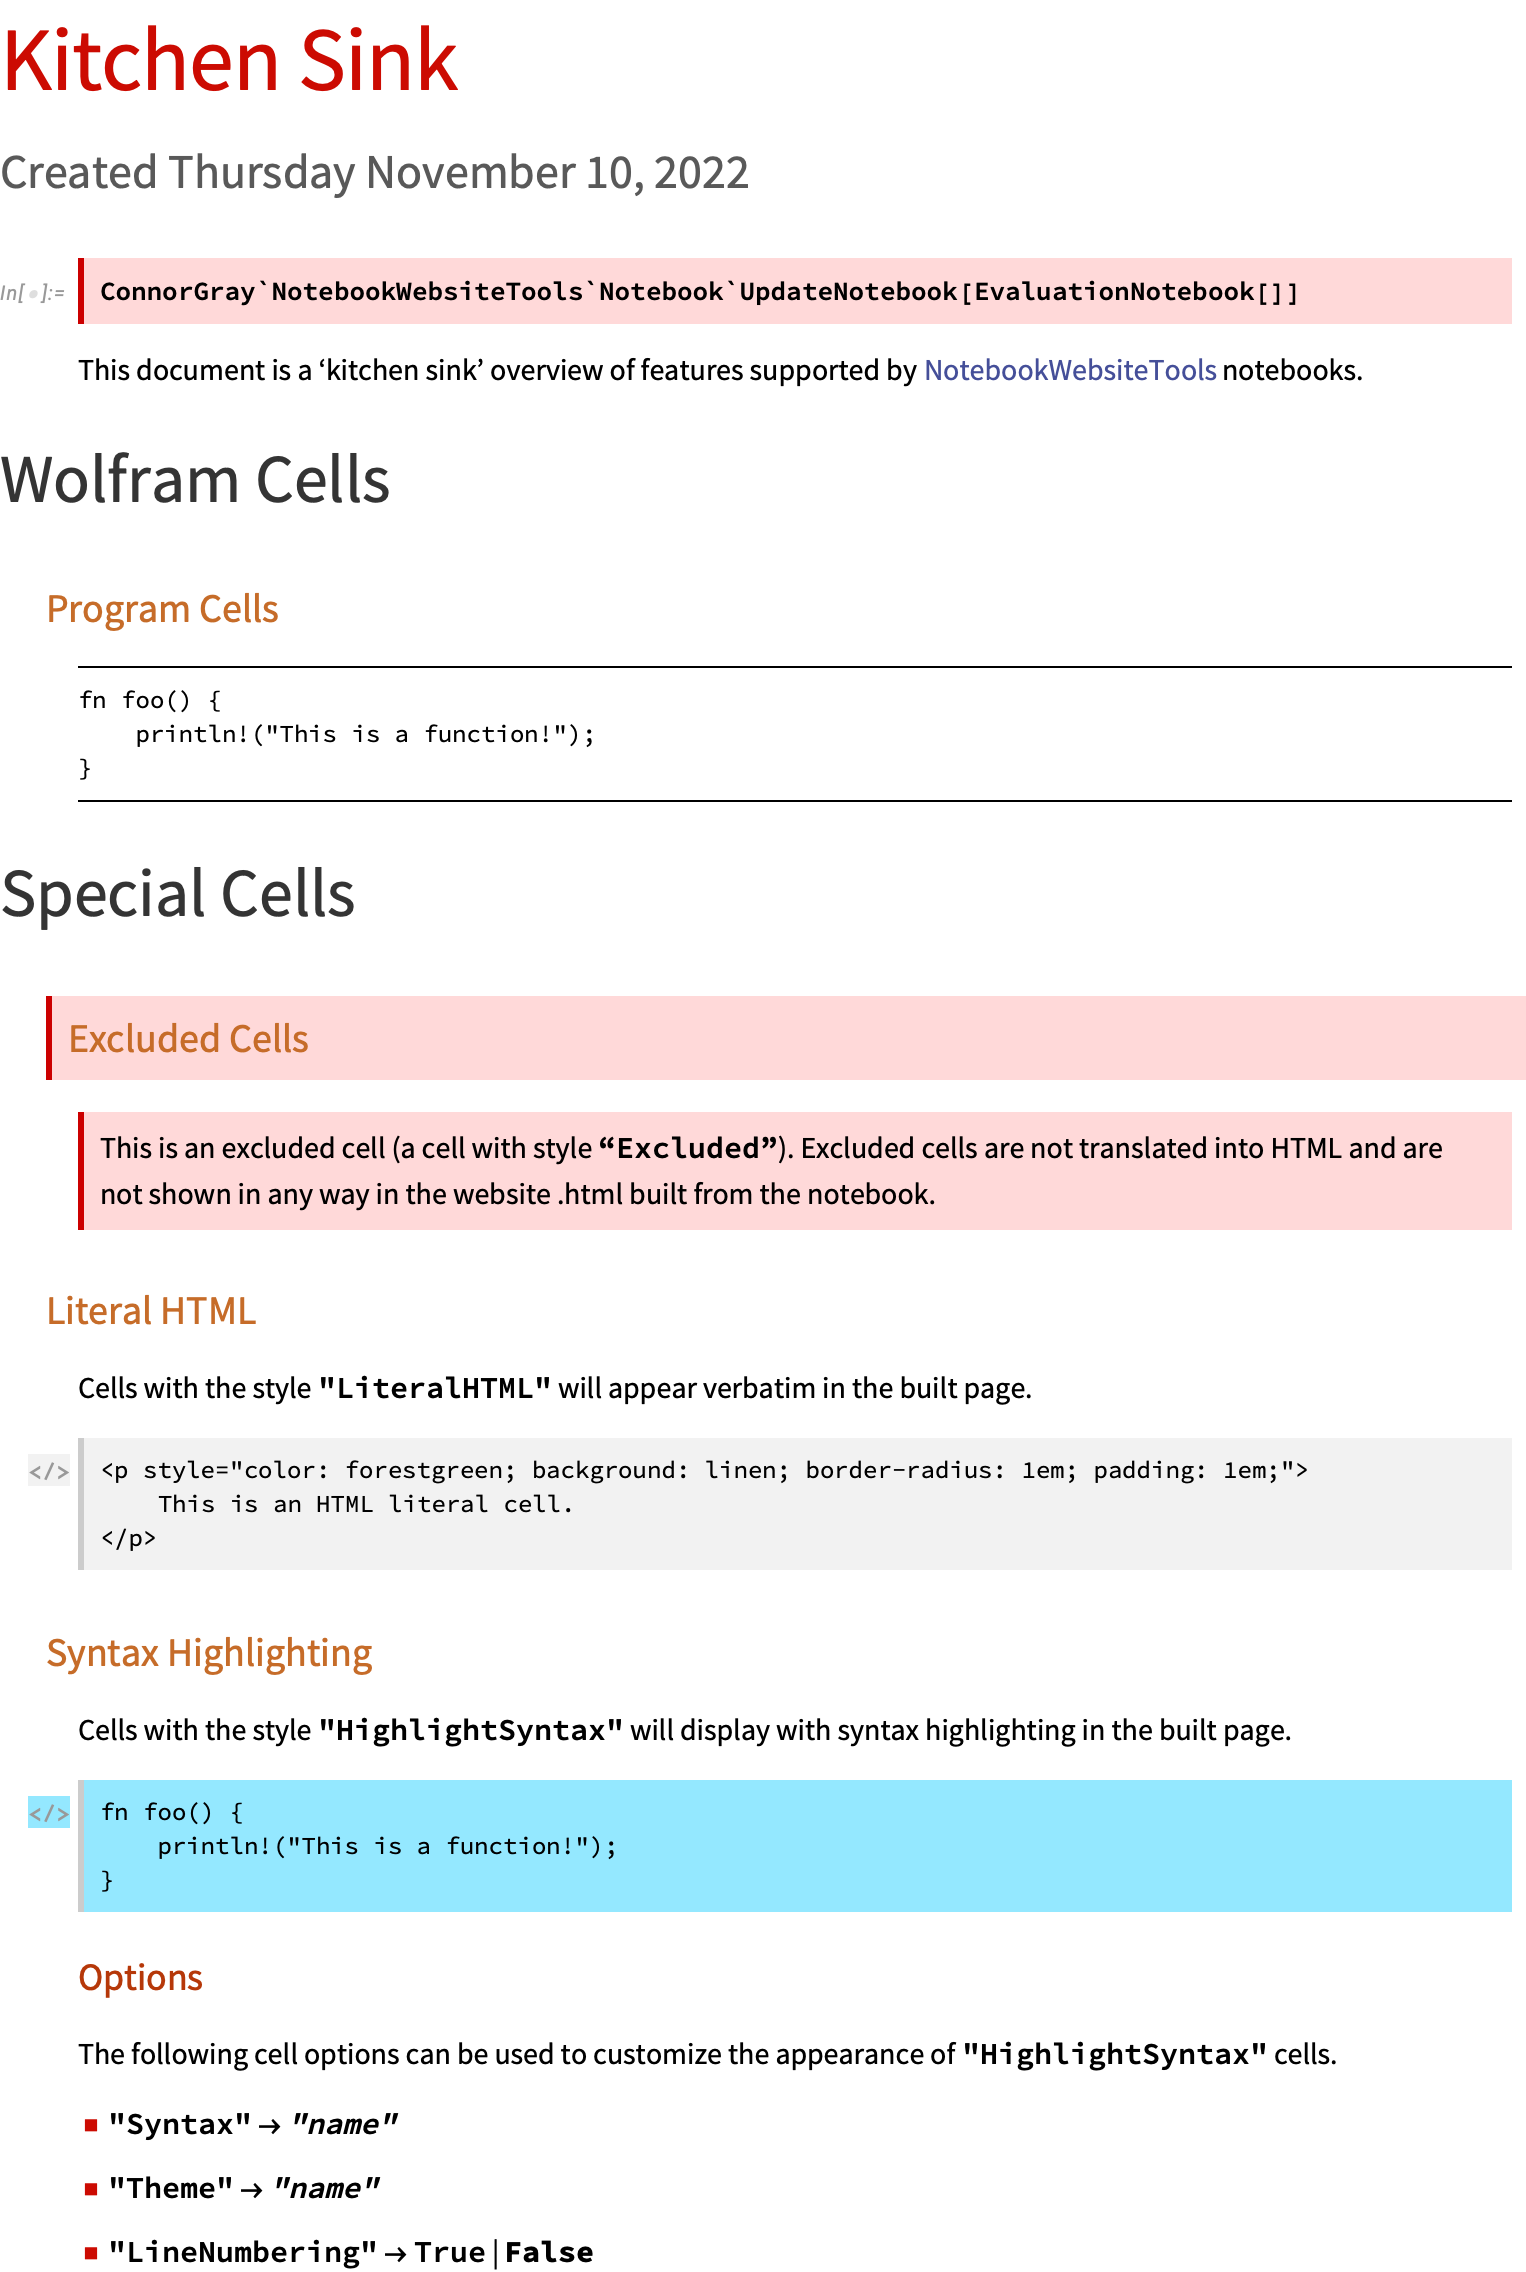 Kitchen Sink
Created Thursday November 10, 2022
In[●]:= ConnorGray`NotebookWebsiteTools`Notebook`UpdateNotebook[EvaluationNotebook[]]
This document is a ‘kitchen sink’ overview of features supported by NotebookWebsiteTools notebooks.
Wolfram Cells
Program Cells
fn foo() {
    println!("This is a function!");
}
Special Cells
Excluded Cells
This is an excluded cell (a cell with style “Excluded”). Excluded cells are not translated into HTML and are
not shown in any way in the website .html built from the notebook.
Literal HTML
Cells with the style "LiteralHTML" will appear verbatim in the built page.
</> <p style="color: forestgreen; background: linen; border-radius: 1em; padding: 1em;">
    This is an HTML literal cell.
</p>
Syntax Highlighting
Cells with the style "HighlightSyntax" will display with syntax highlighting in the built page.
</> fn foo() {
    println!("This is a function!");
}
Options
The following cell options can be used to customize the appearance of "HighlightSyntax" cells.
■ "Syntax" → "name"
■ "Theme" → "name"
■ "LineNumbering" → True | False